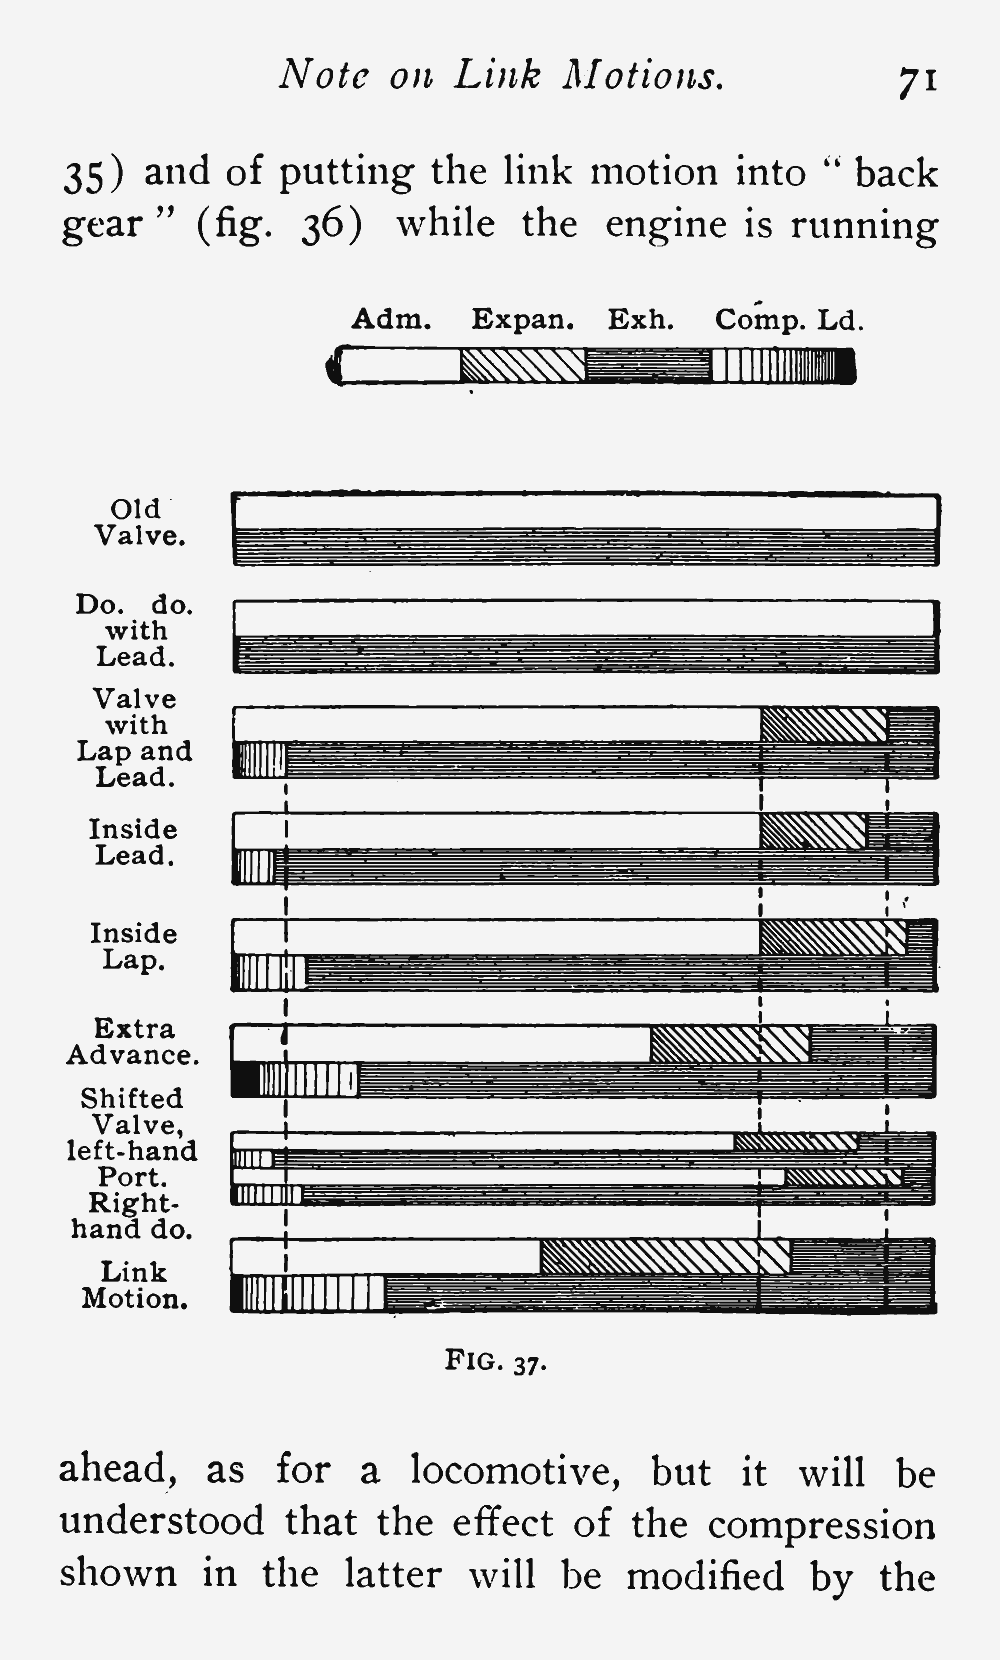 Note on Link Motions. 71
35) and of putting the link motion into “ back
gear ” (fig. 36) while the engine is running
Adm. Expan. Exh. Comp. Ld.
Old
Valve.
Do. do.
with
Lead.
Valve
with
Lap and
Lead.
Inside
Lead.
Inside
Lap.
Extra
Advance.
Shifted
Valve,
left-hand
Port.
Right-
hand do.
Link
Motion.
FIG. 37.
ahead, as for a locomotive, but it will be
understood that the effect of the compression
shown in the latter will be modified by the